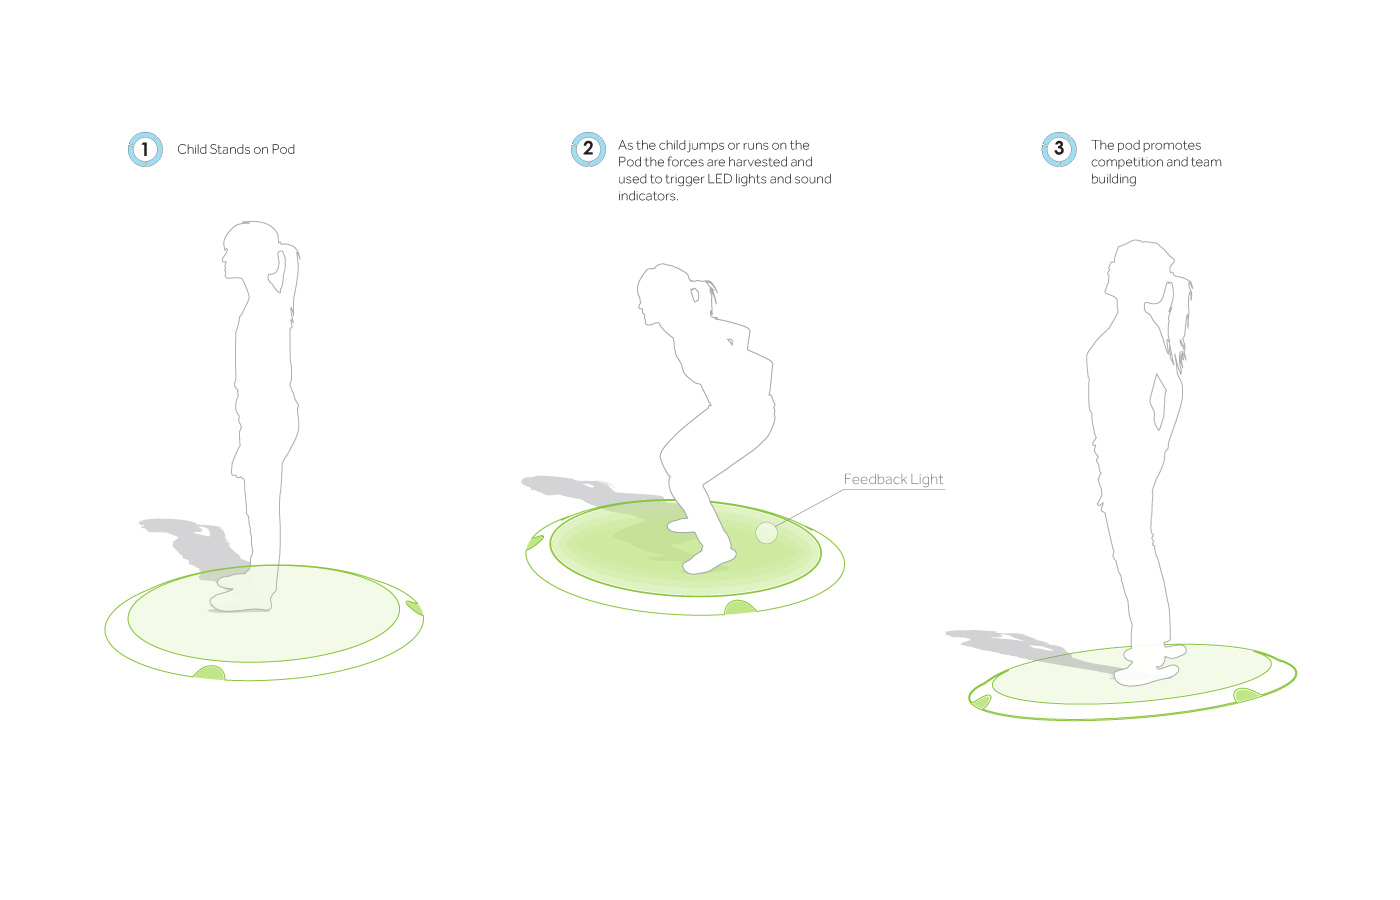 1
Child Stands on Pod
2
As the child jumps or runs on the
Pod the forces are harvested and
used to trigger LED lights and sound
indicators.
3
The pod promotes
competition and team
building
Feedback Light